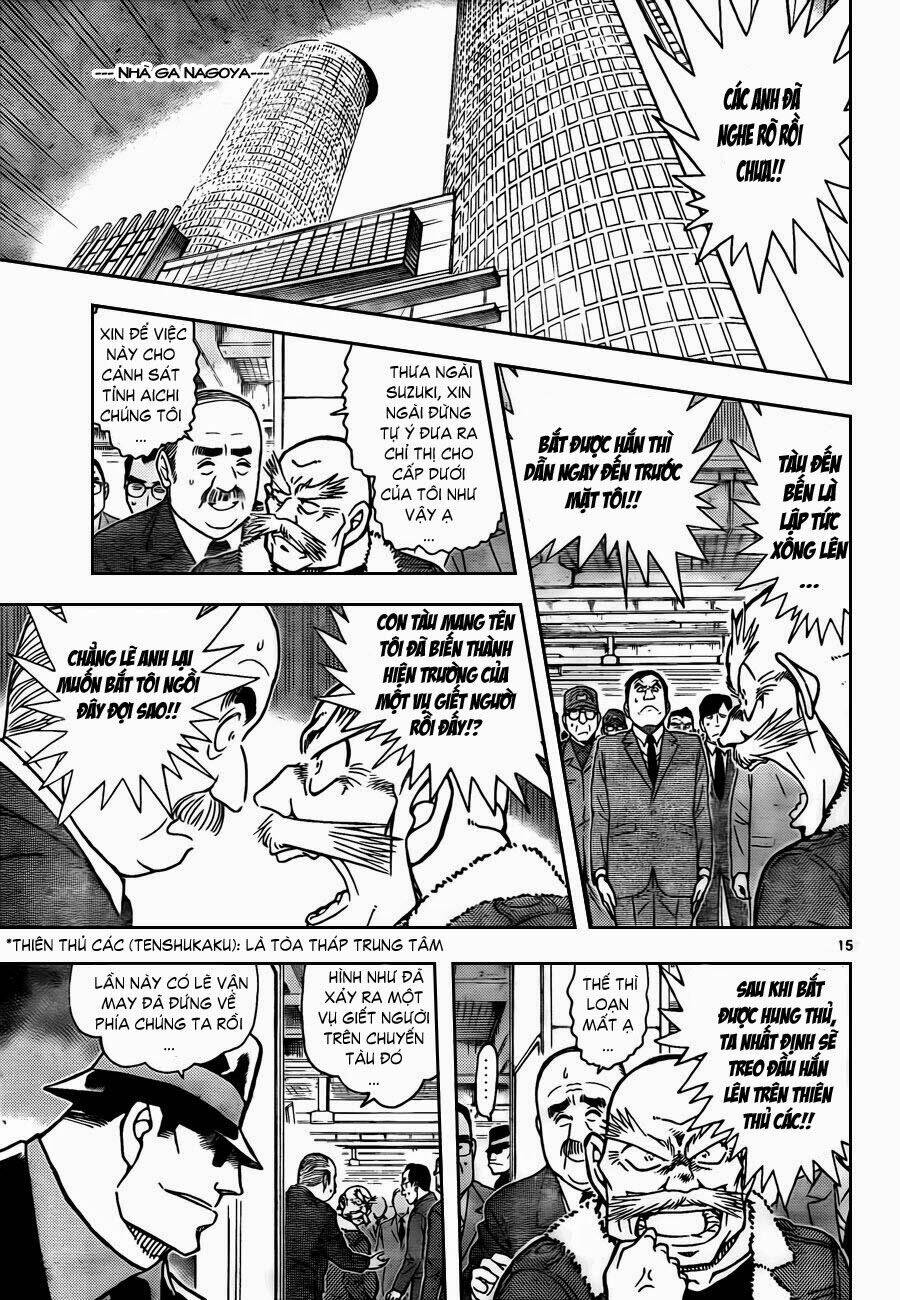 --- NHÀ GA NAGOYA---
CÁC ANH ĐÃ
NGHE RÕ RỒI
CHƯA!!
TÀU ĐẾN
BẾN LÀ
LẬP TỨC
XÔNG LÊN
...
BẮT ĐƯỢC HẮN THÌ
DẪN NGAY ĐẾN TRƯỚC
MẶT TÔI!!
THƯA NGÀI
SUZUKI, XIN
NGÀI ĐỪNG
TỰ Ý ĐƯA RA
CHỈ THỊ CHO
CẤP DƯỚI
CỦA TÔI NHƯ
VẬY Ạ
...
XIN ĐỂ VIỆC
NÀY CHO
CẢNH SÁT
TỈNH AICHI
CHÚNG TÔI
...
CON TÀU MANG TÊN
TÔI ĐÃ BIẾN THÀNH
HIỆN TRƯỜNG CỦA
MỘT VỤ GIẾT NGƯỜI
RỒI ĐẤY!?
CHẲNG LẼ ANH LẠI
MUỐN BẮT TÔI NGỒI
ĐÂY ĐỢI SAO!!
*THIÊN THỦ CÁC (TENSHUKAKU): LÀ TÒA THÁP TRUNG TÂM
15
SAU KHI BẮT
ĐƯỢC HUNG THỦ,
TA NHẤT ĐỊNH SẼ
TREO ĐẦU HẮN
LÊN TRÊN THIÊN
THỦ CÁC!!
THẾ THÌ
LOẠN
MẤT Ạ
...
......
HÌNH NHƯ ĐÃ
XẢY RA MỘT
VỤ GIẾT NGƯỜI
TRÊN CHUYẾN
TÀU ĐÓ
...
LẦN NÀY CÓ LẼ VẬN
MAY ĐÃ ĐỨNG VỀ
PHÍA CHÚNG TA RỒI
...